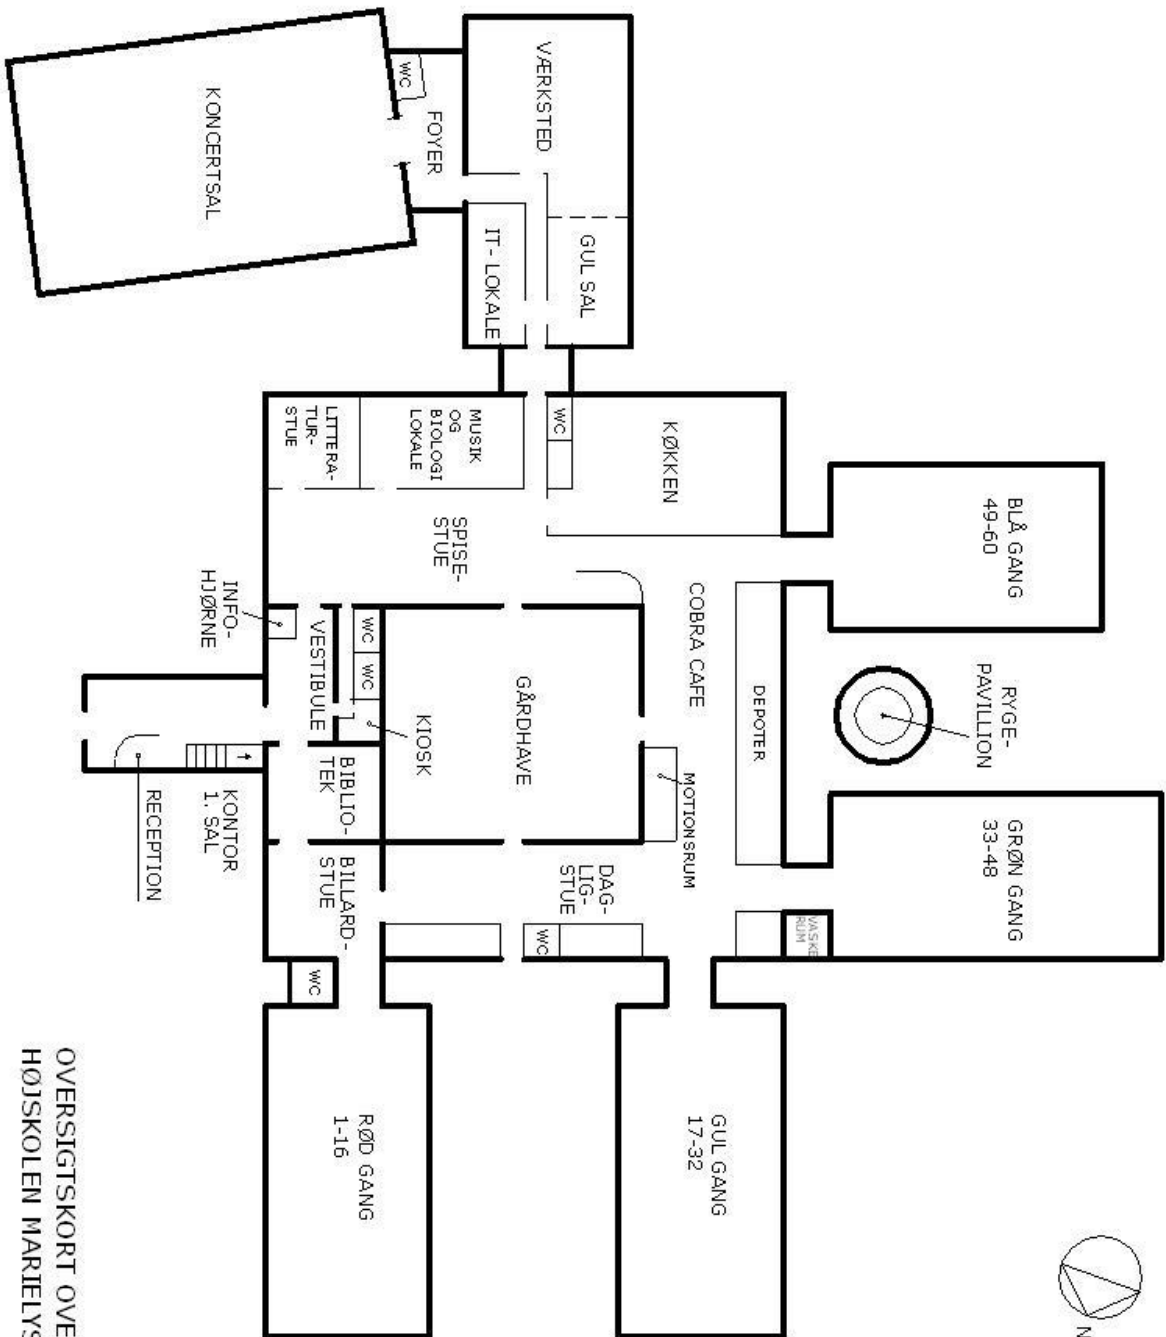 KONCERTSAL
WC
FOYER
VÆRKSTED
IT- LOKALE
GUL SAL
LITTERA-
TUR-
STUE
MUSIK
OG
BIOLOGI
LOKALE
WC
KØKKEN
SPISE-
STUE
BLÅ GANG
49-60
INFO-
HJØRNE
VESTIBULE
WC
WC
KIOSK
GÅRDHAVE
COBRA CAFE
DEPOTER
RYGE-
PAVILLION
MOTIONSRUM
RECEPTION
KONTOR
1. SAL
BIBLIO-
TEK
BILLARD-
STUE
DAG-
LIG-
STUE
WC
WC
GRØN GANG
33-48
VASKE
RUM
RØD GANG
1-16
GUL GANG
17-32
N
OVERSIGTSKORT OVE
HØJSKOLEN MARIELYS